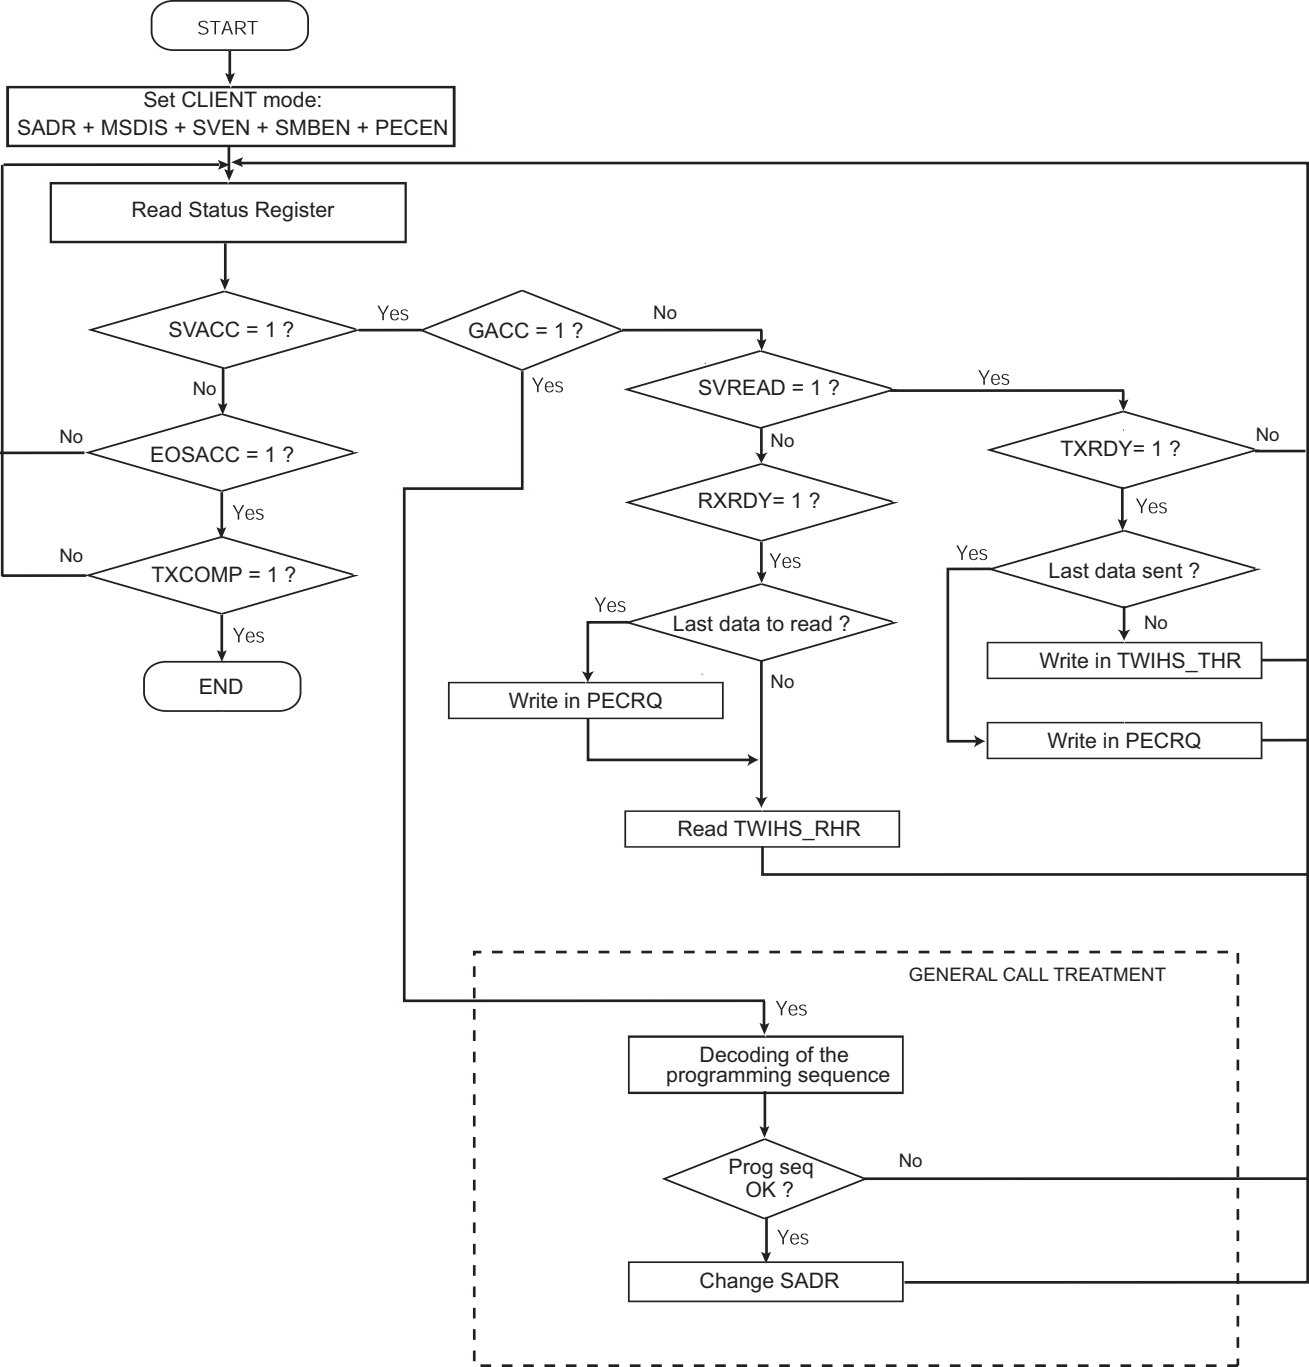 START
Set CLIENT mode:
SADR + MSDIS + SVEN + SMBEN + PECEN
Read Status Register
SVACC = 1 ?
Yes
GACC = 1 ?
No
SVREAD = 1 ?
Yes
No
Yes
No
EOSACC = 1 ?
No
TXRDY= 1 ?
No
RXRDY= 1 ?
Yes
Yes
No
TXCOMP = 1 ?
Yes
Yes
Last data sent ?
Yes
Last data to read ?
No
Yes
Write in TWIHS_THR
END
No
Write in PECRQ
Write in PECRQ
Read TWIHS_RHR
GENERAL CALL TREATMENT
Yes
Decoding of the
programming sequence
Prog seq
OK ?
No
Yes
Change SADR